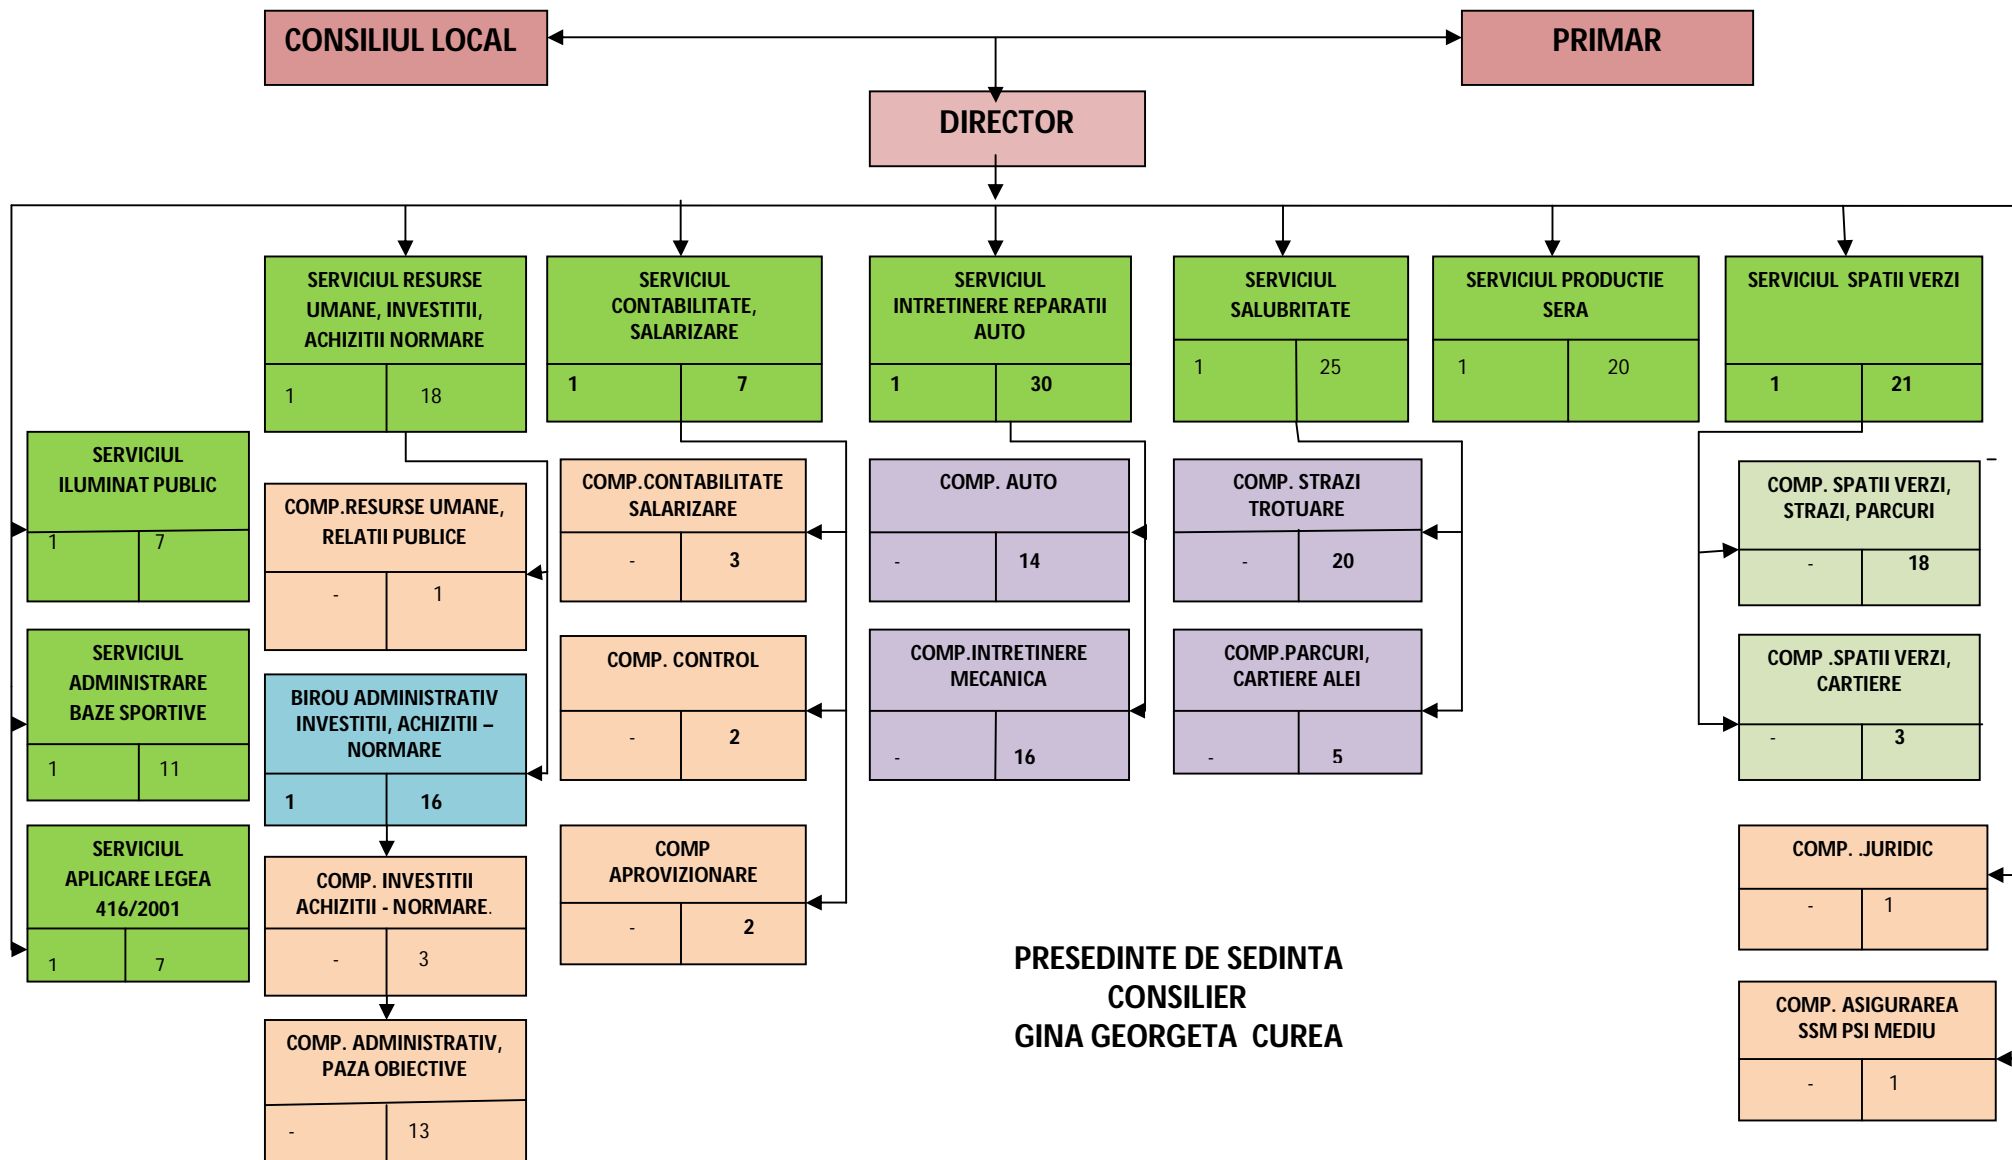 CONSILIUL LOCAL
PRIMAR
DIRECTOR
SERVICIUL RESURSE
UMANE, INVESTITII,
ACHIZITII NORMARE
1 18
SERVICIUL
CONTABILITATE,
SALARIZARE
1 7
SERVICIUL
INTRETINERE REPARATII
AUTO
1 30
SERVICIUL
SALUBRITATE
1 25
SERVICIUL PRODUCTIE
SERA
1 20
SERVICIUL SPATII VERZI
1 21
SERVICIUL
ILUMINAT PUBLIC
1 7
SERVICIUL
ADMINISTRARE
BAZE SPORTIVE
1 11
SERVICIUL
APLICARE LEGEA
416/2001
1 7
COMP.RESURSE UMANE,
RELATII PUBLICE
- 1
BIROU ADMINISTRATIV
INVESTITII, ACHIZITII –
NORMARE
1 16
COMP. INVESTITII
ACHIZITII - NORMARE.
- 3
COMP. ADMINISTRATIV,
PAZA OBIECTIVE
- 13
COMP.CONTABILITATE
SALARIZARE
- 3
COMP. CONTROL
- 2
COMP
APROVIZIONARE
- 2
COMP. AUTO
- 14
COMP.INTRETINERE
MECANICA
- 16
COMP. STRAZI
TROTUARE
- 20
COMP.PARCURI,
CARTIERE ALEI
- 5
COMP. SPATII VERZI,
STRAZI, PARCURI
- 18
COMP .SPATII VERZI,
CARTIERE
- 3
COMP. .JURIDIC
- 1
COMP. ASIGURAREA
SSM PSI MEDIU
- 1
PRESEDINTE DE SEDINTA
CONSILIER
GINA GEORGETA CUREA